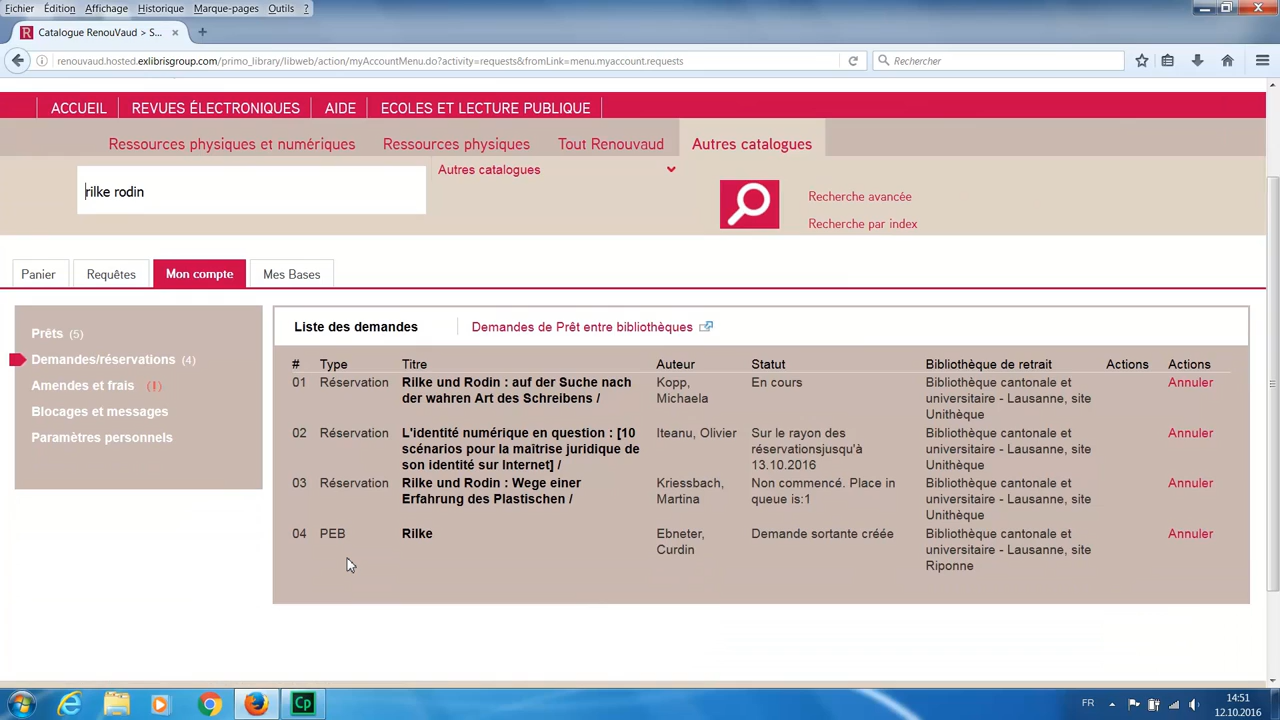 Fichier Édition Affichage Historique Marque-pages Outils ?
Catalogue RenouVaud > S...
renouvaud.hosted.exlibrisgroup.com/primo_library/libweb/action/myAccountMenu.do?activity=requests&fromLink=menu.myaccount.requests
Rechercher
ACCUEIL REVUES ÉLECTRONIQUES AIDE ECOLES ET LECTURE PUBLIQUE
Ressources physiques et numériques Ressources physiques Tout Renouvaud Autres catalogues
Autres catalogues
rilke rodin
Recherche avancée
Recherche par index
Panier Requêtes Mon compte Mes Bases
Prêts (5)
Demandes/réservations (4)
Amendes et frais (!)
Blocages et messages
Paramètres personnels
Liste des demandes Demandes de Prêt entre bibliothèques
# Type Titre Auteur Statut Bibliothèque de retrait Actions Actions
01 Réservation Rilke und Rodin : auf der Suche nach Kopp, En cours Bibliothèque cantonale et Annuler
der wahren Art des Schreibens / Michaela universitaire - Lausanne, site
Unithèque
02 Réservation L'identité numérique en question : [10 Iteanu, Olivier Sur le rayon des Bibliothèque cantonale et Annuler
scénarios pour la maîtrise juridique de réservationsjusqu'à universitaire - Lausanne, site
son identité sur Internet] / 13.10.2016 Unithèque
03 Réservation Rilke und Rodin : Wege einer Kriessbach, Non commencé. Place in Bibliothèque cantonale et Annuler
Erfahrung des Plastischen / Martina queue is:1 universitaire - Lausanne, site
Unithèque
04 PEB Rilke Ebneter, Demande sortante créée Bibliothèque cantonale et Annuler
Curdin universitaire - Lausanne, site
Riponne
Cp
FR
14:51
12.10.2016